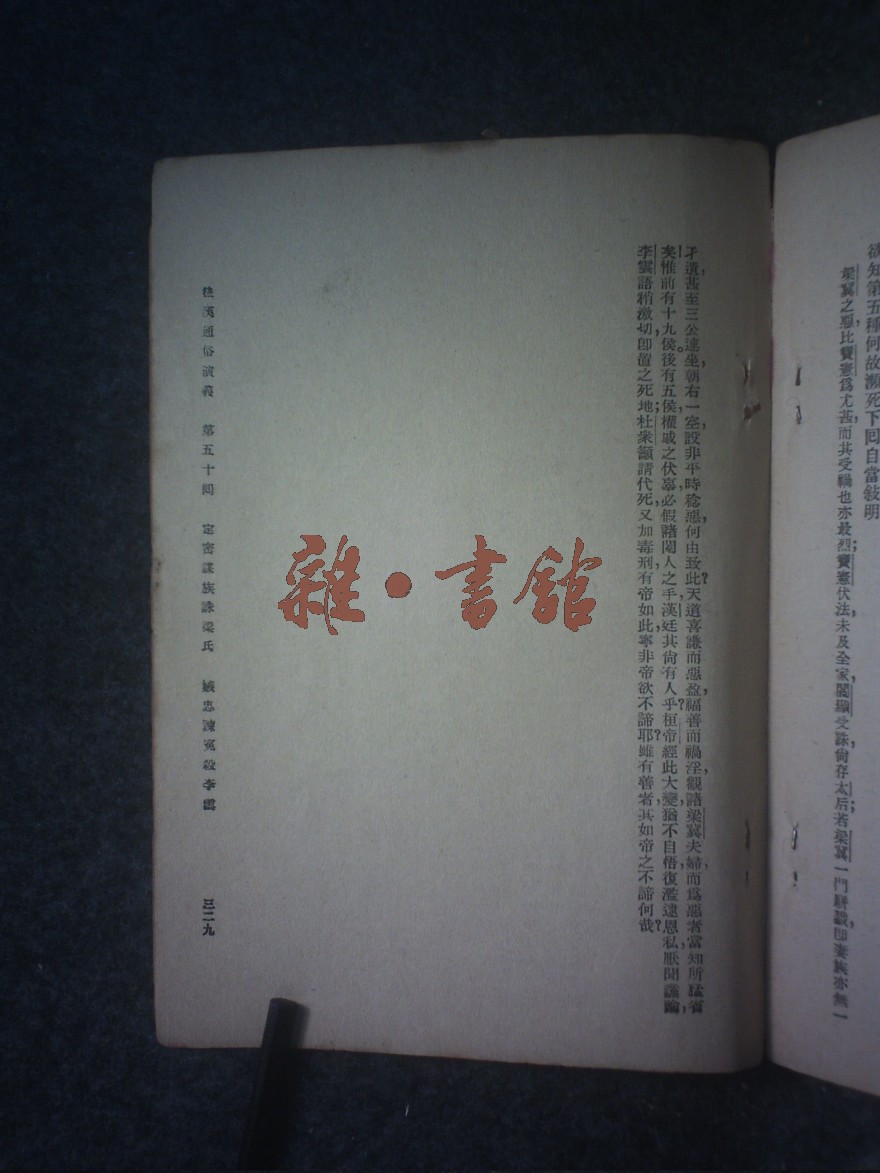 欲知第五種何故瀕死下回自當敍明
梁冀之惡，比竇憲爲尤甚，而其受禍也亦最烈；竇憲伏法，未及全家，閻顯受誅，尙存太后；若梁冀一門駢戮，卽妻族亦無一
孑遺，甚至三公連坐，朝右一空。設非平時稔惡，何由致此？天道喜謙而惡盈，福善而禍淫，觀諸梁冀夫婦，而爲惡者當知所猛省
矣。惟前有十九侯，後有五侯，權戚之伏辜，必假諸閹人之手，漢廷其尙有人乎？桓帝經此大變，猶不自悟，復濫逮恩私，厭聞讜論，
李雲語稍激切，卽置之死地；杜衆籲請代死，又加毒刑，有帝如此，寧非帝欲不諦耶？雖有善者，其如帝之不諦何哉？
後漢通俗演義　第五十回　定密謀族誅梁氏　嫉忠諫冤殺李雲　三二九
雜·書館